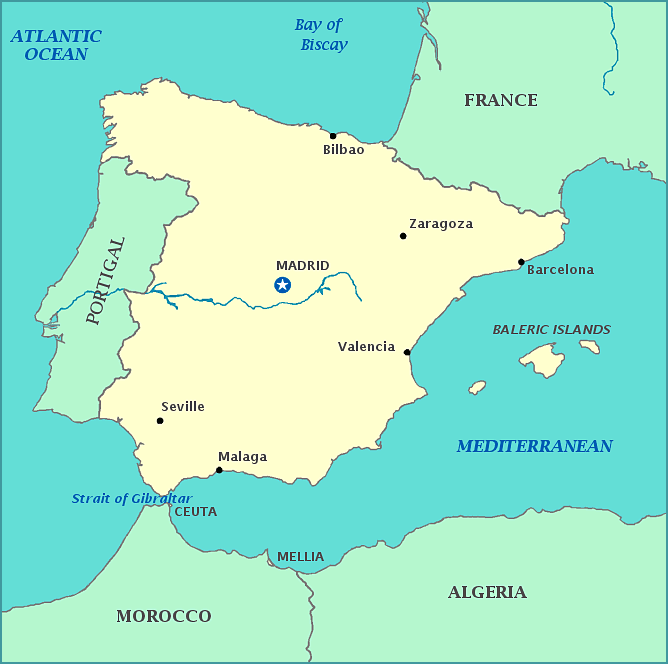 Bay of
Biscay
ATLANTIC
OCEAN
FRANCE
Bilbao
Zaragoza
PORTIGAL
MADRID
Barcelona
BALERIC ISLANDS
Valencia
Seville
MEDITERRANEAN
Malaga
Strait of Gibraltar
CEUTA
MELLIA
ALGERIA
MOROCCO